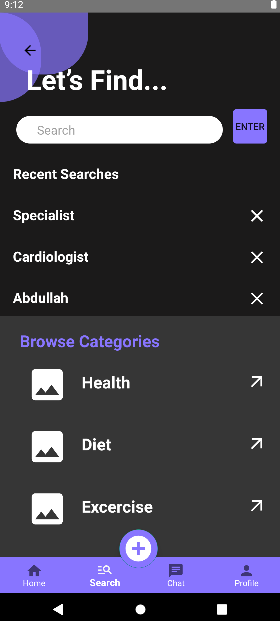 9:12
Let's Find...
Search
ENTER
Recent Searches
Specialist
Cardiologist
Abdullah
Browse Categories
Health
Diet
Excercise
Home
Search
Chat
Profile